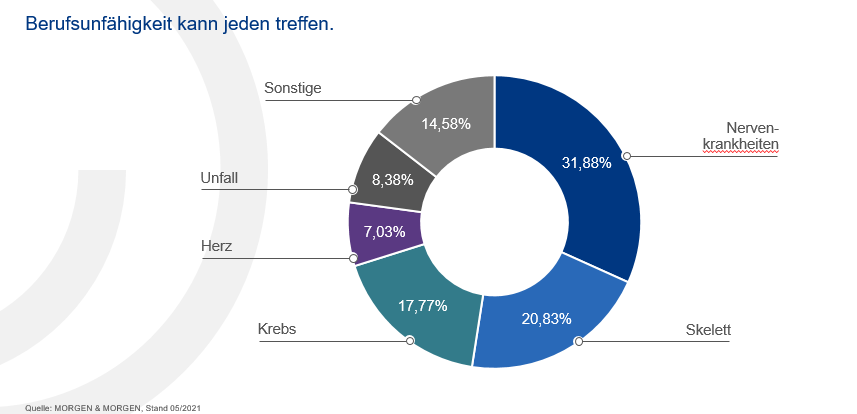 Berufsunfähigkeit kann jeden treffen.
Sonstige
14,58%
Nerven-
krankheiten
31,88%
Unfall
8,38%
Herz
7,03%
Krebs
17,77%
20,83%
Skelett
Quelle: MORGEN & MORGEN, Stand 05/2021